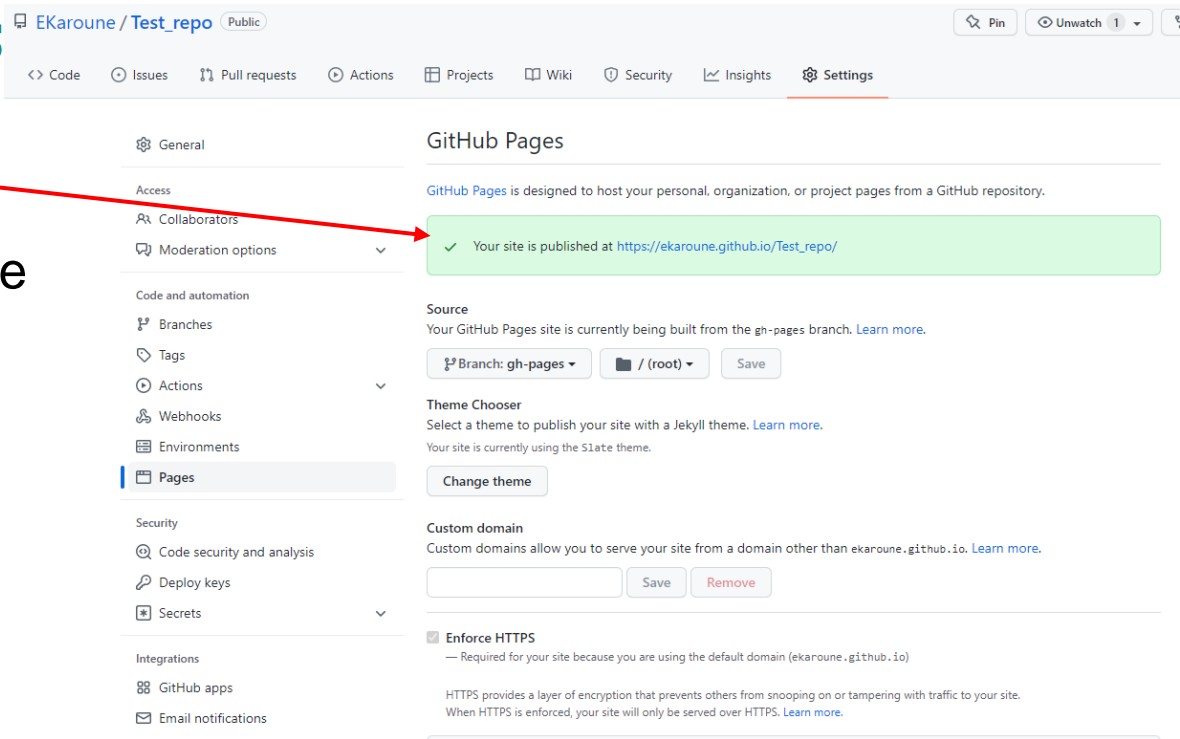 EKaroune / Test_repo Public
Pin
Unwatch 1
Code
Issues
Pull requests
Actions
Projects
Wiki
Security
Insights
Settings
General
Access
Collaborators
Moderation options
Code and automation
Branches
Tags
Actions
Webhooks
Environments
Pages
Security
Code security and analysis
Deploy keys
Secrets
Integrations
GitHub apps
Email notifications
e
GitHub Pages
GitHub Pages is designed to host your personal, organization, or project pages from a GitHub repository.
Your site is published at https://ekaroune.github.io/Test_repo/
Source
Your GitHub Pages site is currently being built from the gh-pages branch. Learn more.
Branch: gh-pages
/ (root)
Save
Theme Chooser
Select a theme to publish your site with a Jekyll theme. Learn more.
Your site is currently using the Slate theme.
Change theme
Custom domain
Custom domains allow you to serve your site from a domain other than ekaroune.github.io. Learn more.
Save
Remove
Enforce HTTPS
— Required for your site because you are using the default domain (ekaroune.github.io)
HTTPS provides a layer of encryption that prevents others from snooping on or tampering with traffic to your site.
When HTTPS is enforced, your site will only be served over HTTPS. Learn more.